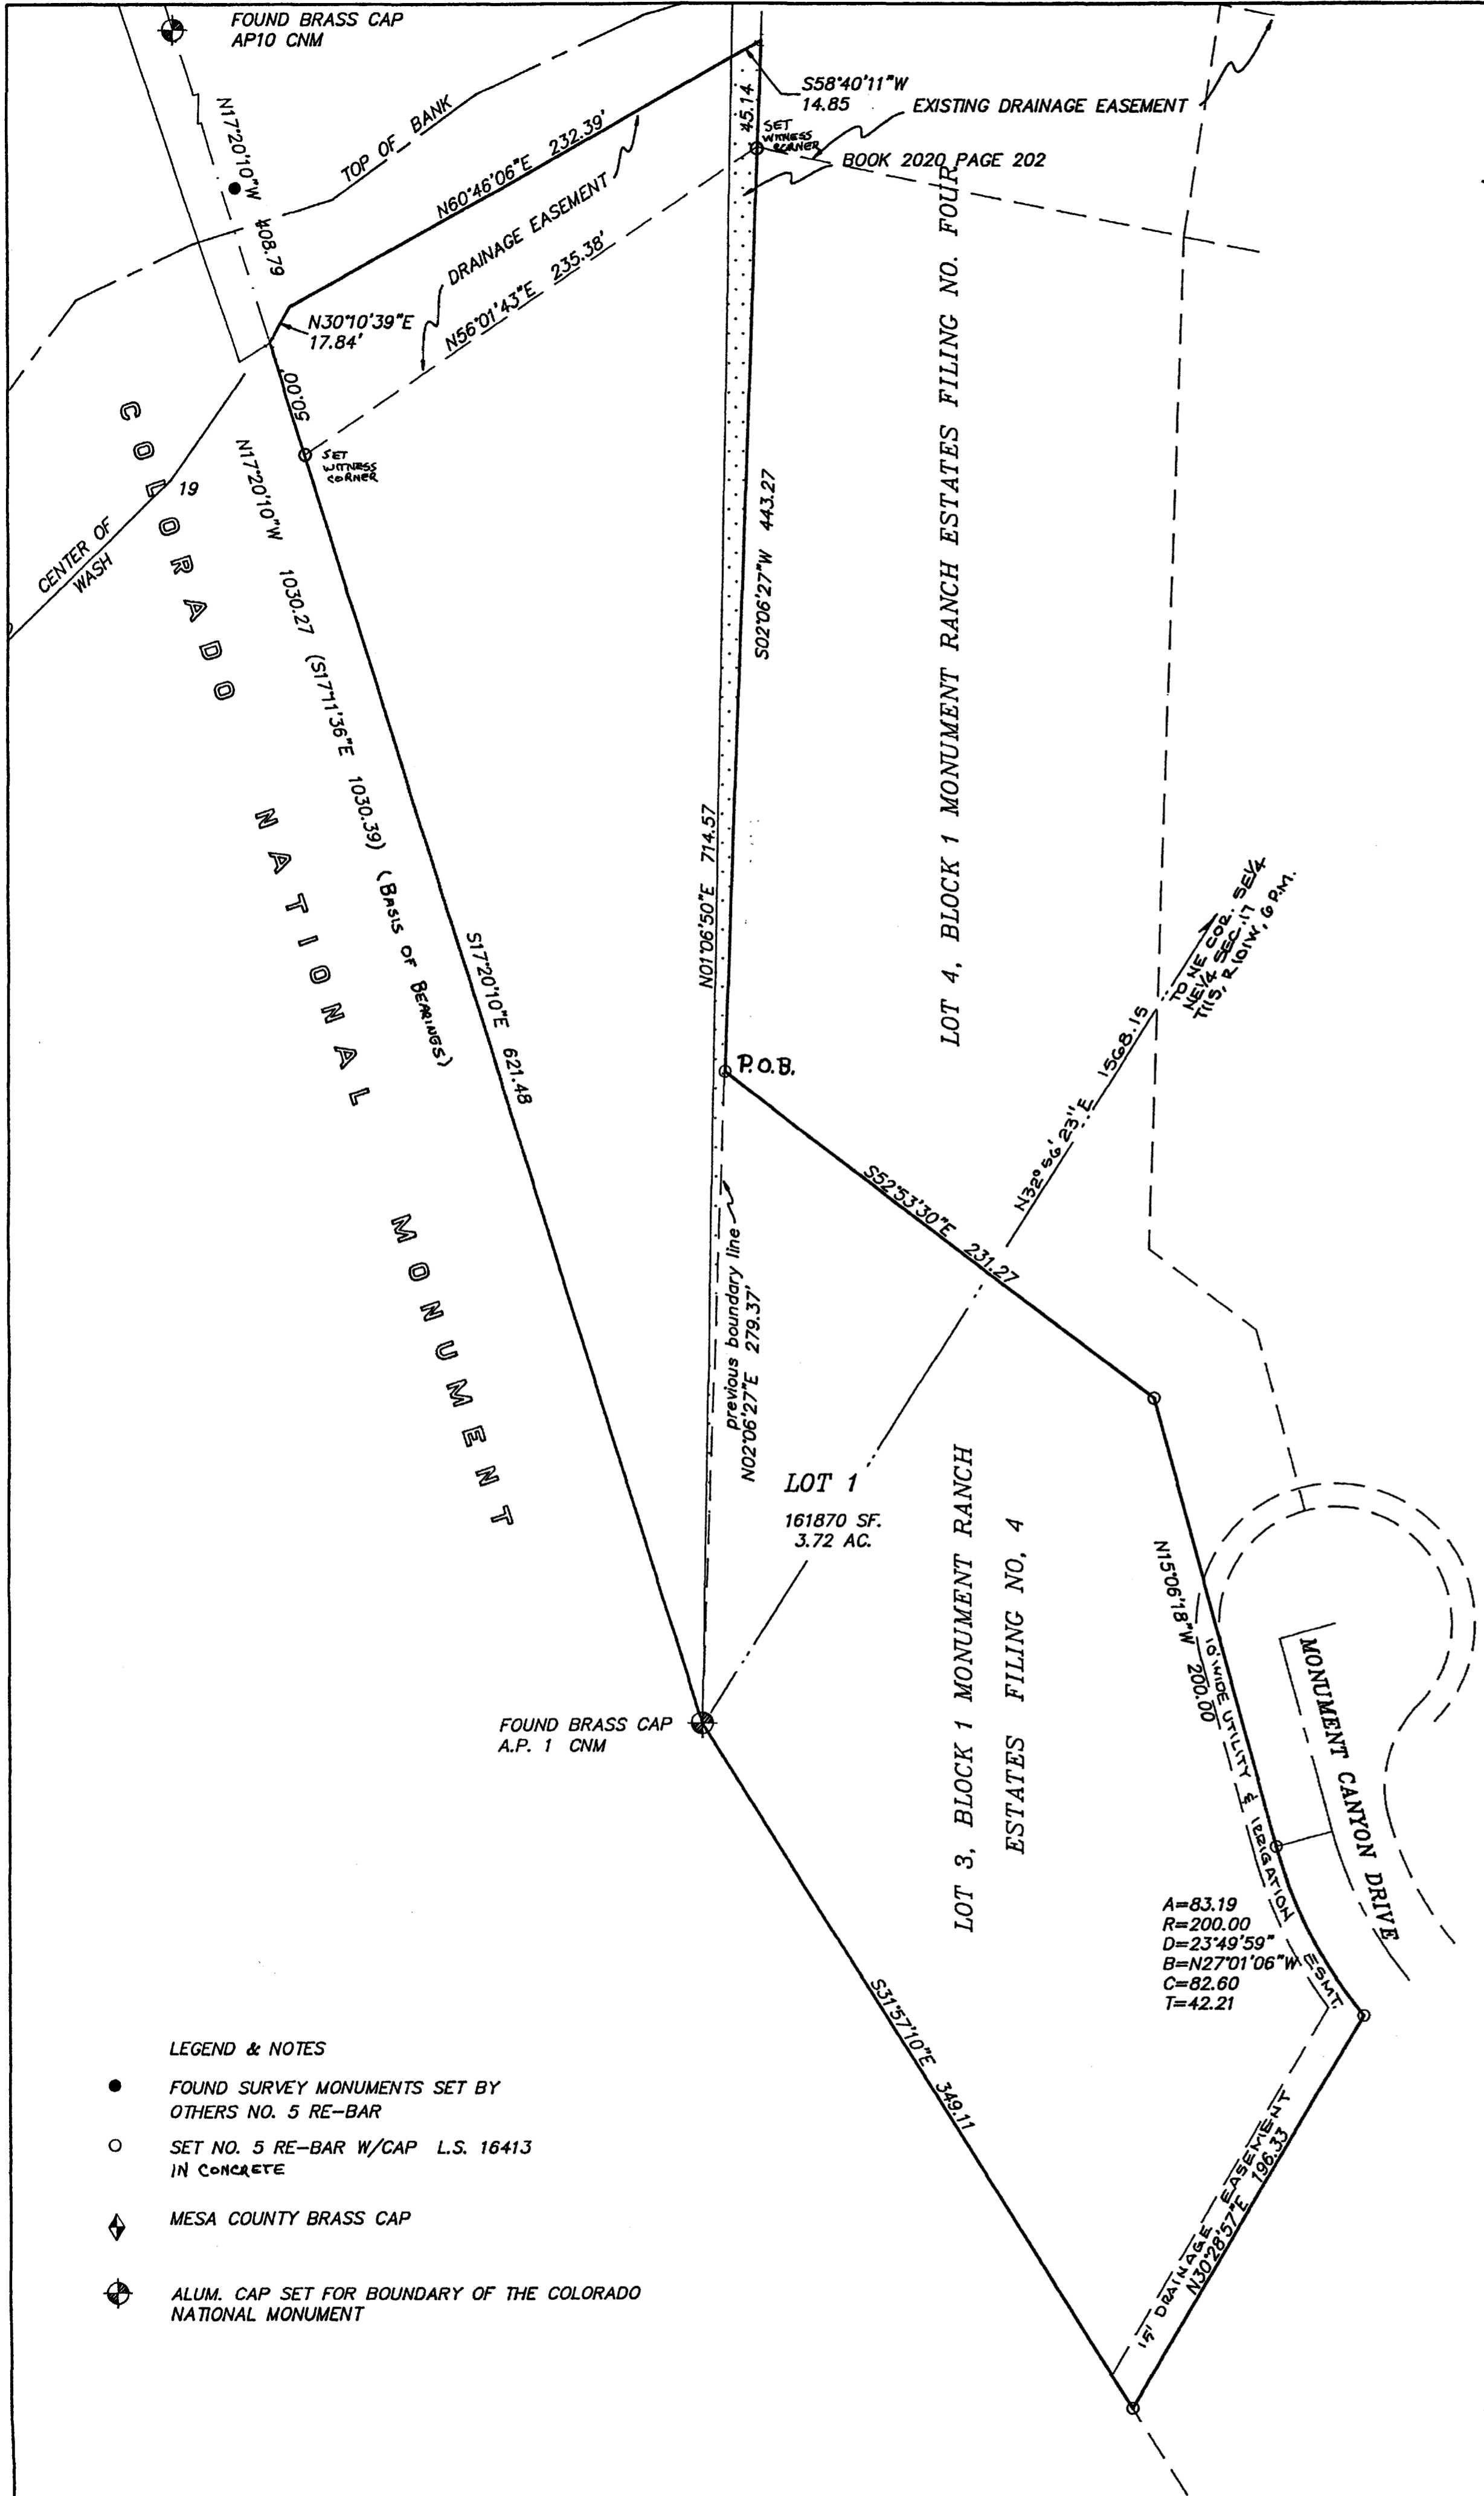 FOUND BRASS CAP
AP10 CNM
N17°20'10"W 408.79
TOP OF BANK
N60°46'06"E 232.39'
S58°40'11"W
14.85
45.14
SET
WITNESS
CORNER
EXISTING DRAINAGE EASEMENT
BOOK 2020 PAGE 202
DRAINAGE EASEMENT
N56°01'43"E 235.38'
N30°10'39"E
17.84'
50.00'
SET
WITNESS
CORNER
19
CENTER OF
WASH
COLORADO NATIONAL MONUMENT
N17°20'10"W 1030.27 (S17°11'36"E 1030.39) (BASIS OF BEARINGS)
S17°20'10"E 621.48
S02°06'27"W 443.27
N01°06'50"E 714.57
LOT 4, BLOCK 1 MONUMENT RANCH ESTATES FILING NO. FOUR
P.O.B.
TO NE COR. SE1/4
NE1/4 SEC. 17
T11S, R101W, 6 P.M.
N32°56'23"E 1568.15
S52°53'30"E 231.27
previous boundary line
N02°06'27"E 279.37'
LOT 1
161870 SF.
3.72 AC.
LOT 3, BLOCK 1 MONUMENT RANCH
ESTATES FILING NO, 4
N15°06'18"W 200.00
10' WIDE UTILITY & IRRIGATION ESMT.
MONUMENT CANYON DRIVE
FOUND BRASS CAP
A.P. 1 CNM
A=83.19
R=200.00
D=23°49'59"
B=N27°01'06"W
C=82.60
T=42.21
S31°57'10"E 349.11
15' DRAINAGE EASEMENT
N30°28'57"E 196.33
LEGEND & NOTES
FOUND SURVEY MONUMENTS SET BY
OTHERS NO. 5 RE-BAR
SET NO. 5 RE-BAR W/CAP L.S. 16413
IN CONCRETE
MESA COUNTY BRASS CAP
ALUM. CAP SET FOR BOUNDARY OF THE COLORADO
NATIONAL MONUMENT